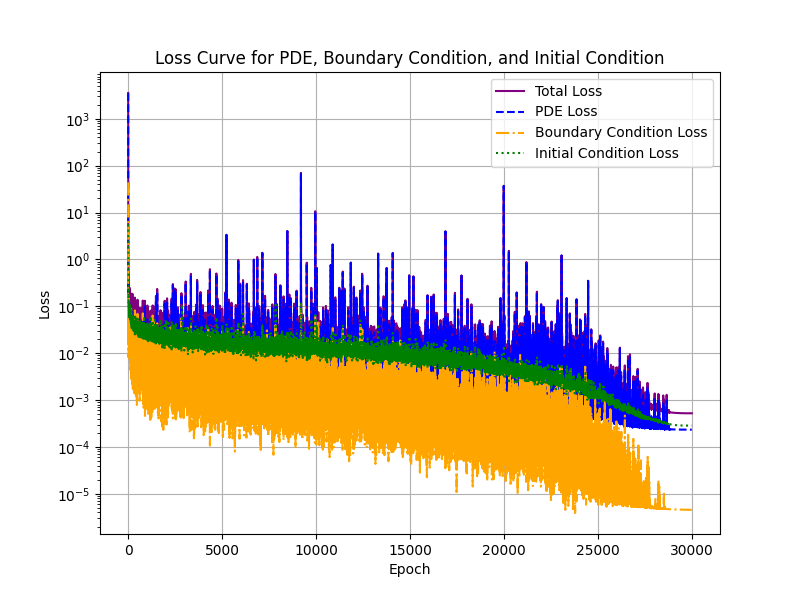 Loss Curve for PDE, Boundary Condition, and Initial Condition
Total Loss
PDE Loss
Boundary Condition Loss
Initial Condition Loss
Loss
10³
10²
10¹
10⁰
10⁻¹
10⁻²
10⁻³
10⁻⁴
10⁻⁵
0 5000 10000 15000 20000 25000 30000
Epoch